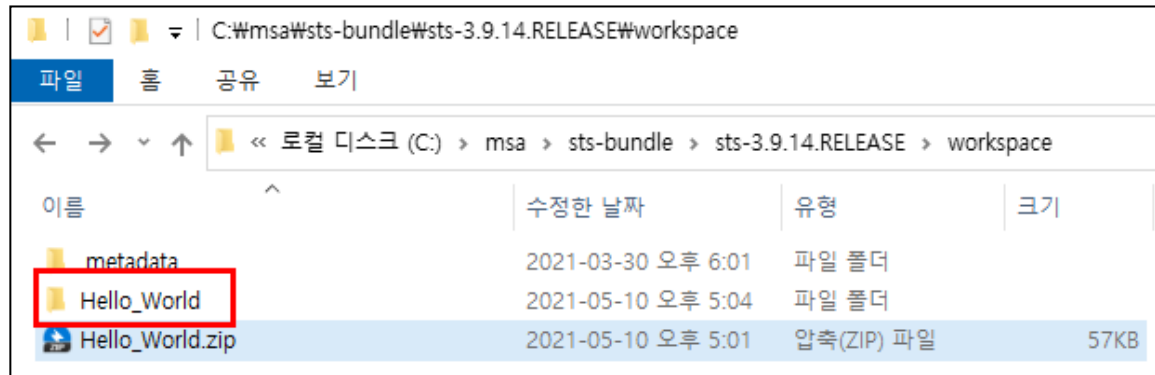 C:₩msa₩sts-bundle₩sts-3.9.14.RELEASE₩workspace
파일 홈 공유 보기
« 로컬 디스크 (C:) > msa > sts-bundle > sts-3.9.14.RELEASE > workspace
이름 수정한 날짜 유형 크기
.metadata 2021-03-30 오후 6:01 파일 폴더
Hello_World 2021-05-10 오후 5:04 파일 폴더
Hello_World.zip 2021-05-10 오후 5:01 압축(ZIP) 파일 57KB